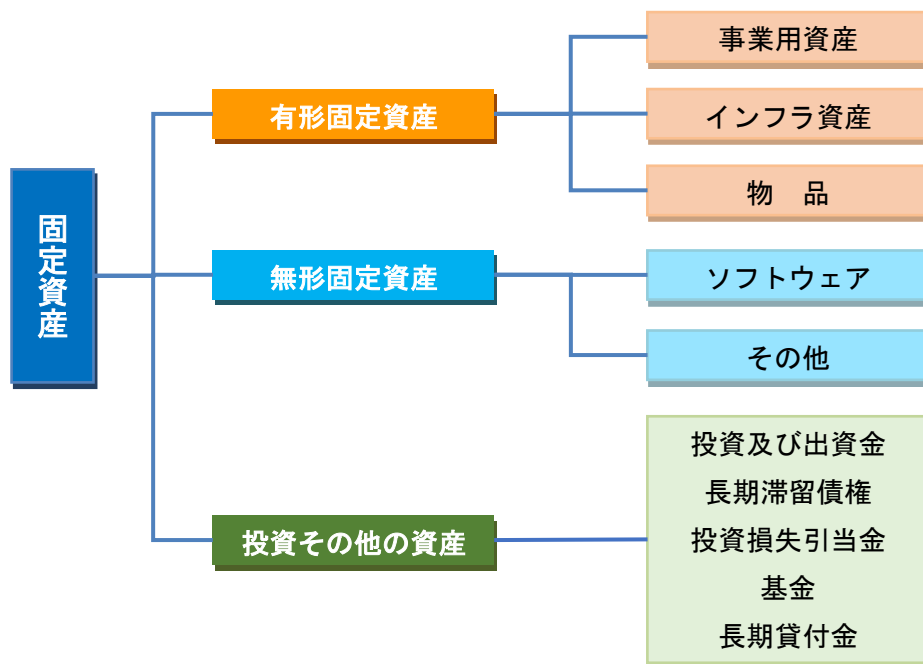 固定資産
有形固定資産
事業用資産
インフラ資産
物　品
無形固定資産
ソフトウェア
その他
投資その他の資産
投資及び出資金
長期滞留債権
投資損失引当金
基金
長期貸付金